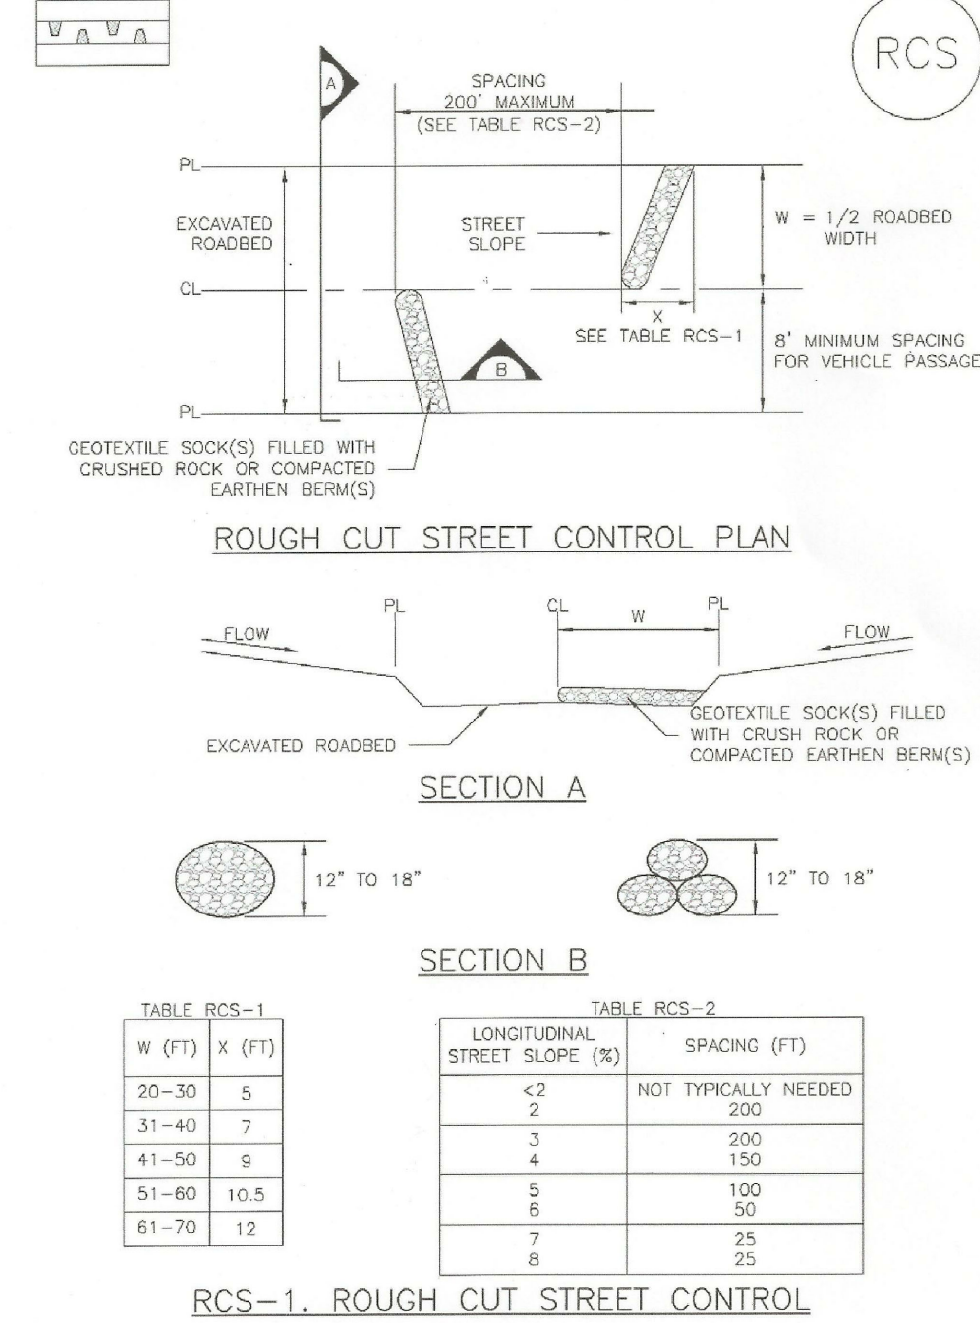 RCS
A
SPACING
200' MAXIMUM
(SEE TABLE RCS-2)
PL
EXCAVATED
ROADBED
STREET
SLOPE
W = 1/2 ROADBED
WIDTH
CL
X
SEE TABLE RCS-1
8' MINIMUM SPACING
FOR VEHICLE PASSAGE
B
PL
GEOTEXTILE SOCK(S) FILLED WITH
CRUSHED ROCK OR COMPACTED
EARTHEN BERM(S)
ROUGH CUT STREET CONTROL PLAN
PL
CL
W
PL
FLOW
FLOW
EXCAVATED ROADBED
GEOTEXTILE SOCK(S) FILLED
WITH CRUSH ROCK OR
COMPACTED EARTHEN BERM(S)
SECTION A
12" TO 18"
12" TO 18"
SECTION B
TABLE RCS-1
W (FT) X (FT)
20-30 5
31-40 7
41-50 9
51-60 10.5
61-70 12
TABLE RCS-2
LONGITUDINAL
STREET SLOPE (%) SPACING (FT)
<2 NOT TYPICALLY NEEDED
2 200
3 200
4 150
5 100
6 50
7 25
8 25
RCS-1. ROUGH CUT STREET CONTROL